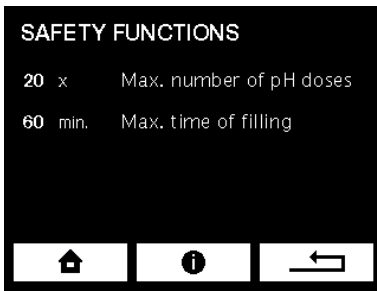 SAFETY FUNCTIONS
20 x Max. number of pH doses
60 min. Max. time of filling